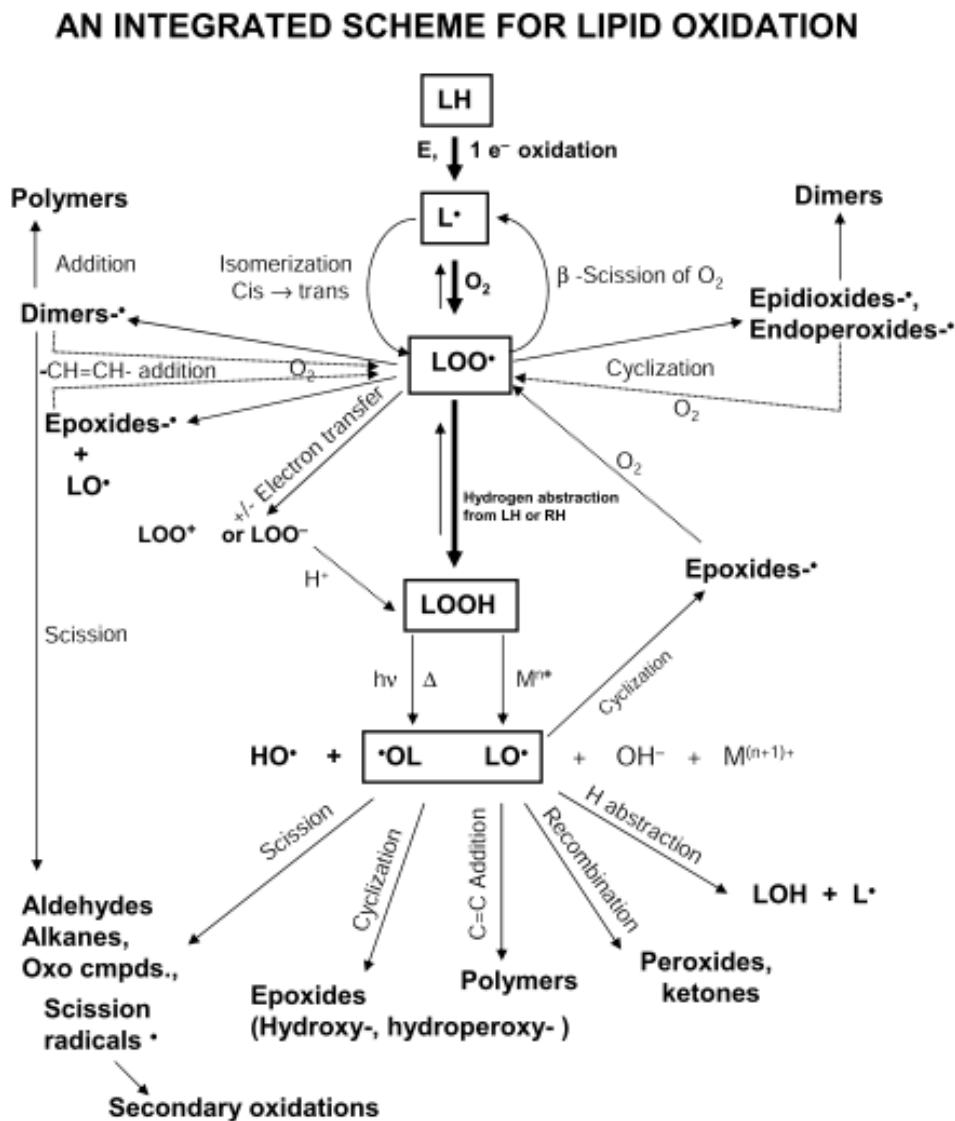 AN INTEGRATED SCHEME FOR LIPID OXIDATION
LH
E, 1 e⁻ oxidation
Polymers
Dimers
L•
Addition
Isomerization
Cis → trans
O₂
β -Scission of O₂
Dimers-•
Epidioxides-•,
Endoperoxides-•
LOO•
-CH=CH- addition
O₂
Cyclization
O₂
Epoxides-•
+
LO•
+/- Electron transfer
O₂
Hydrogen abstraction
from LH or RH
LOO⁺ or LOO⁻
H⁺
Epoxides-•
LOOH
Scission
hν Δ
Mⁿ⁺
Cyclization
HO• + •OL LO• + OH⁻ + M⁽ⁿ⁺¹⁾⁺
Scission
Cyclization
C=C Addition
Recombination
H abstraction
LOH + L•
Aldehydes
Alkanes,
Oxo cmpds.,
Scission
radicals •
Epoxides
(Hydroxy-, hydroperoxy- )
Polymers
Peroxides,
ketones
Secondary oxidations